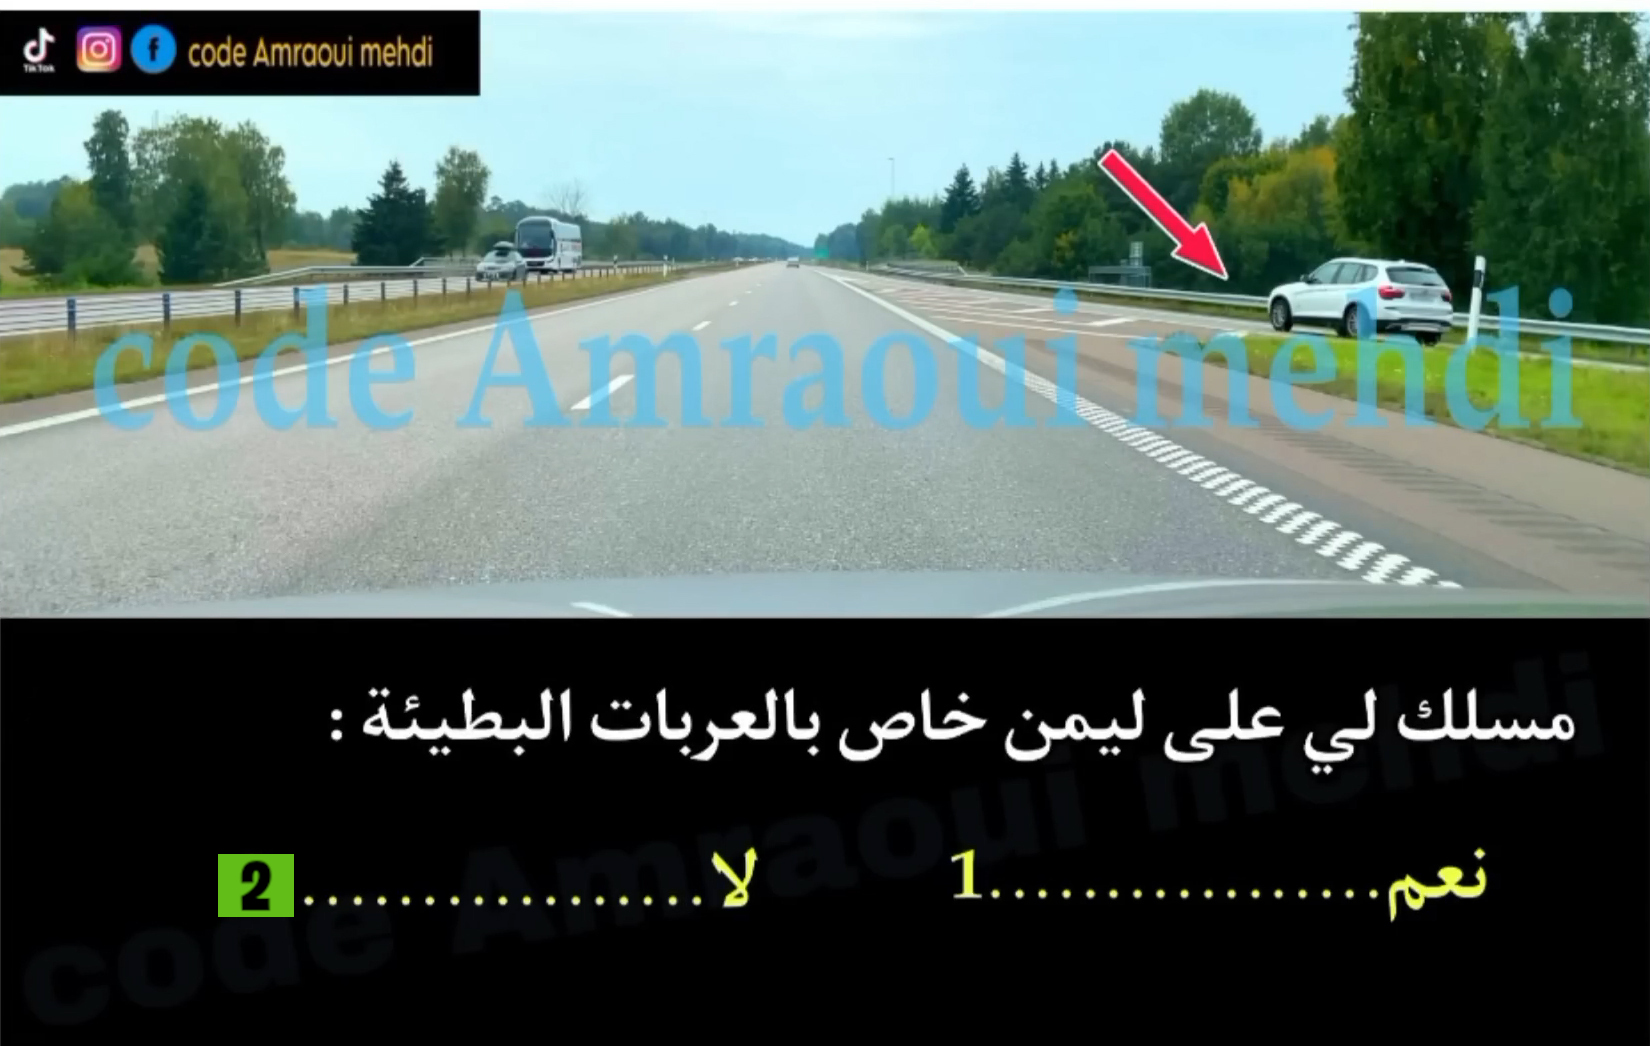 TikTok
code Amraoui mehdi
code Amraoui mehdi
مسلك لي على ليمن خاص بالعربات البطيئة :
نعم.................1
لا.................2
code Amraoui mehdi